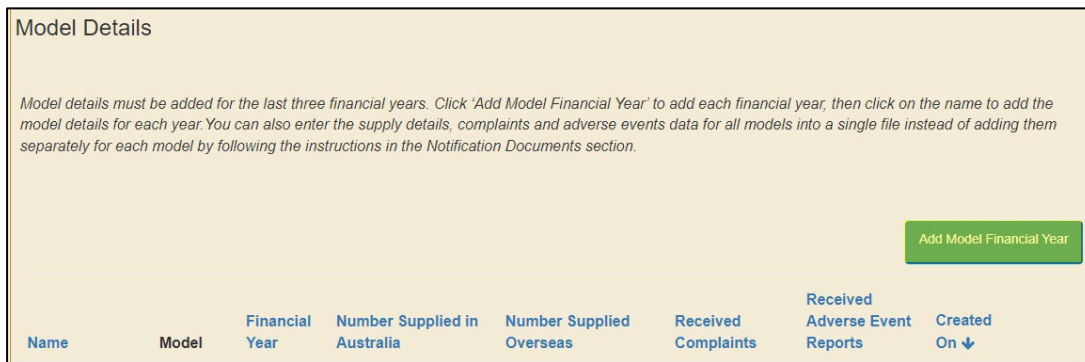 Model Details
Model details must be added for the last three financial years. Click ‘Add Model Financial Year’ to add each financial year, then click on the name to add the
model details for each year.You can also enter the supply details, complaints and adverse events data for all models into a single file instead of adding them
separately for each model by following the instructions in the Notification Documents section.
Add Model Financial Year
Name Model Financial Year Number Supplied in Australia Number Supplied Overseas Received Complaints Received Adverse Event Reports Created On